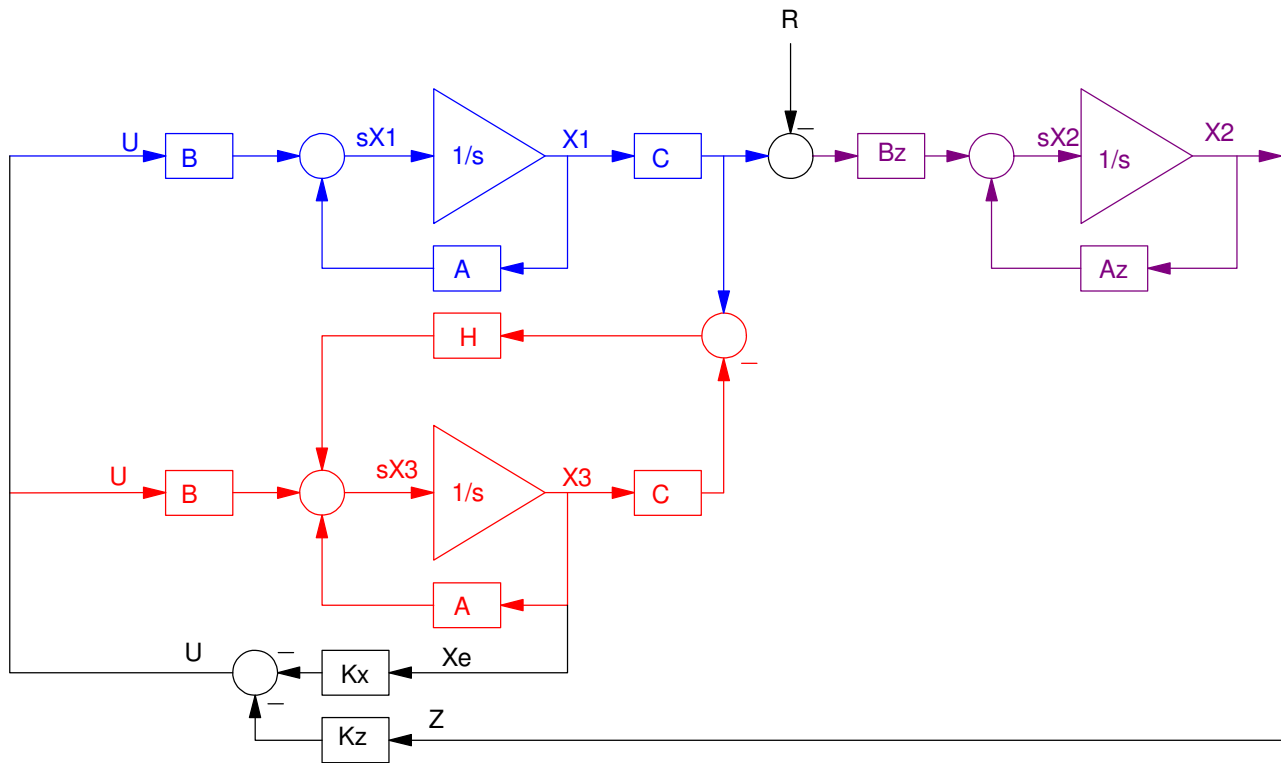 R
U B sX1 1/s X1 C – Bz sX2 1/s X2
A Az
H
–
U B sX3 1/s X3 C
A
U – Kx Xe
– Kz Z